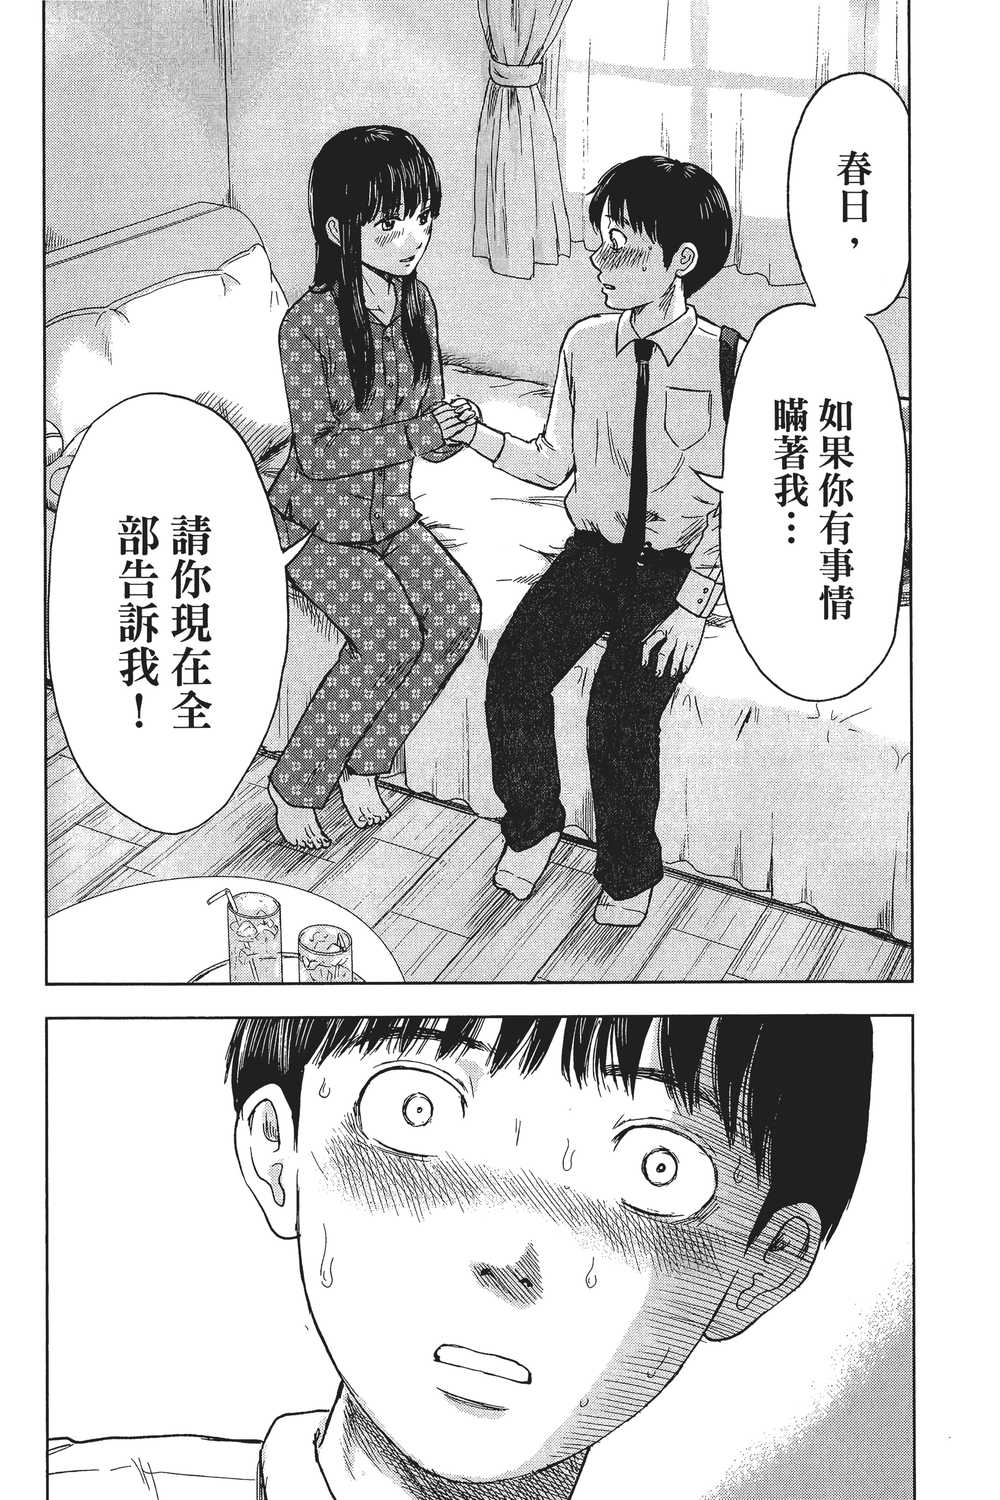 春日，
如果你有事情
瞞著我…
請你現在全
部告訴我！